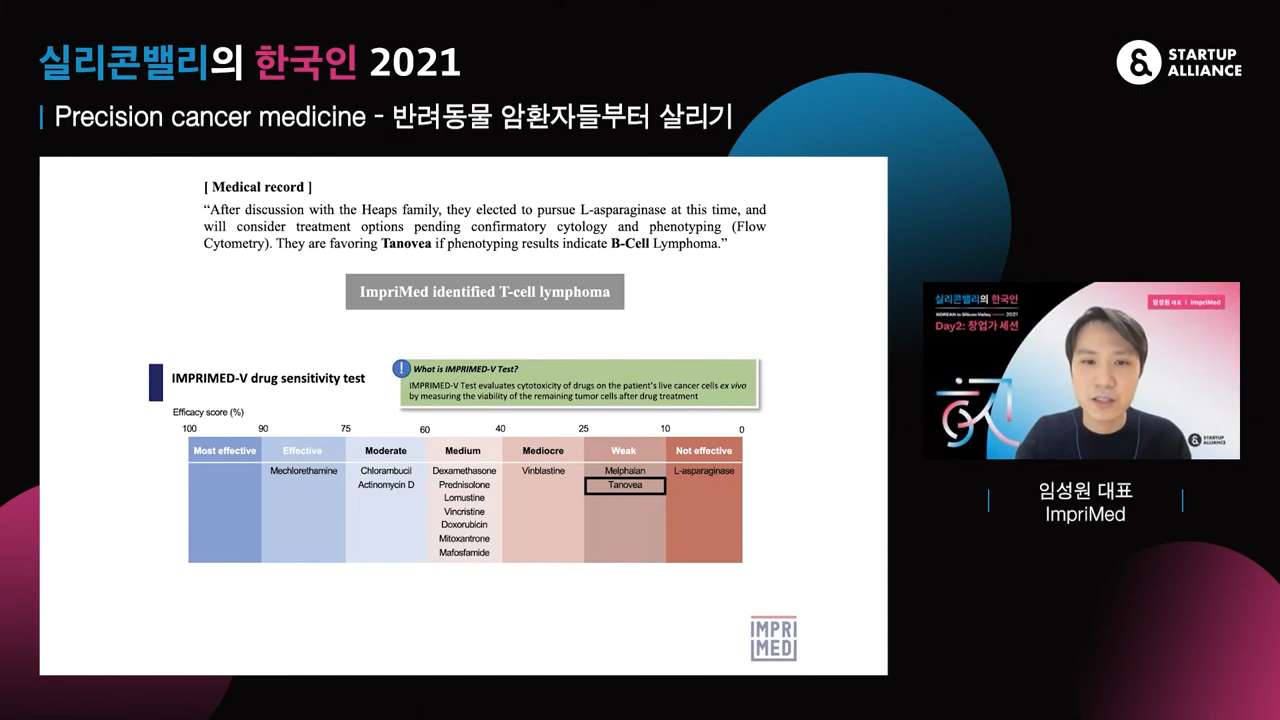 실리콘밸리의 한국인 2021
STARTUP
ALLIANCE
Precision cancer medicine - 반려동물 암환자들부터 살리기
[ Medical record ]
“After discussion with the Heaps family, they elected to pursue L-asparaginase at this time, and
will consider treatment options pending confirmatory cytology and phenotyping (Flow
Cytometry). They are favoring Tanovea if phenotyping results indicate B-Cell Lymphoma.”
ImpriMed identified T-cell lymphoma
IMPRIMED-V drug sensitivity test
! What is IMPRIMED-V Test?
IMPRIMED-V Test evaluates cytotoxicity of drugs on the patient's live cancer cells ex vivo
by measuring the viability of the remaining tumor cells after drug treatment
Efficacy score (%)
100 90 75 60 40 25 10 0
Most effective Effective Moderate Medium Mediocre Weak Not effective
Mechlorethamine Chlorambucil Dexamethasone Vinblastine Melphalan L-asparaginase
Actinomycin D Prednisolone Tanovea
Lomustine
Vincristine
Doxorubicin
Mitoxantrone
Mafosfamide
IMPRI
MED
실리콘밸리의 한국인
KOREAN in Silicon Valley 2021
Day2: 창업가 세션
임성원 대표 | ImpriMed
STARTUP
ALLIANCE
임성원 대표
ImpriMed